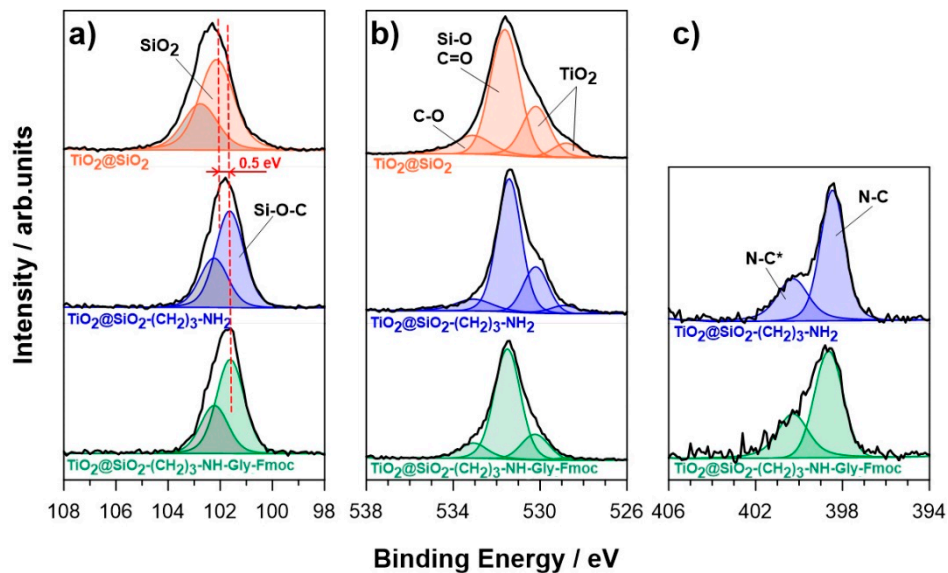 a)
SiO2
TiO2@SiO2
0.5 eV
Si-O-C
TiO2@SiO2-(CH2)3-NH2
TiO2@SiO2-(CH2)3-NH-Gly-Fmoc
108 106 104 102 100 98
b)
Si-O
C=O
TiO2
C-O
TiO2@SiO2
TiO2@SiO2-(CH2)3-NH2
TiO2@SiO2-(CH2)3-NH-Gly-Fmoc
538 534 530 526
c)
N-C
N-C*
TiO2@SiO2-(CH2)3-NH2
TiO2@SiO2-(CH2)3-NH-Gly-Fmoc
406 402 398 394
Intensity / arb.units
Binding Energy / eV